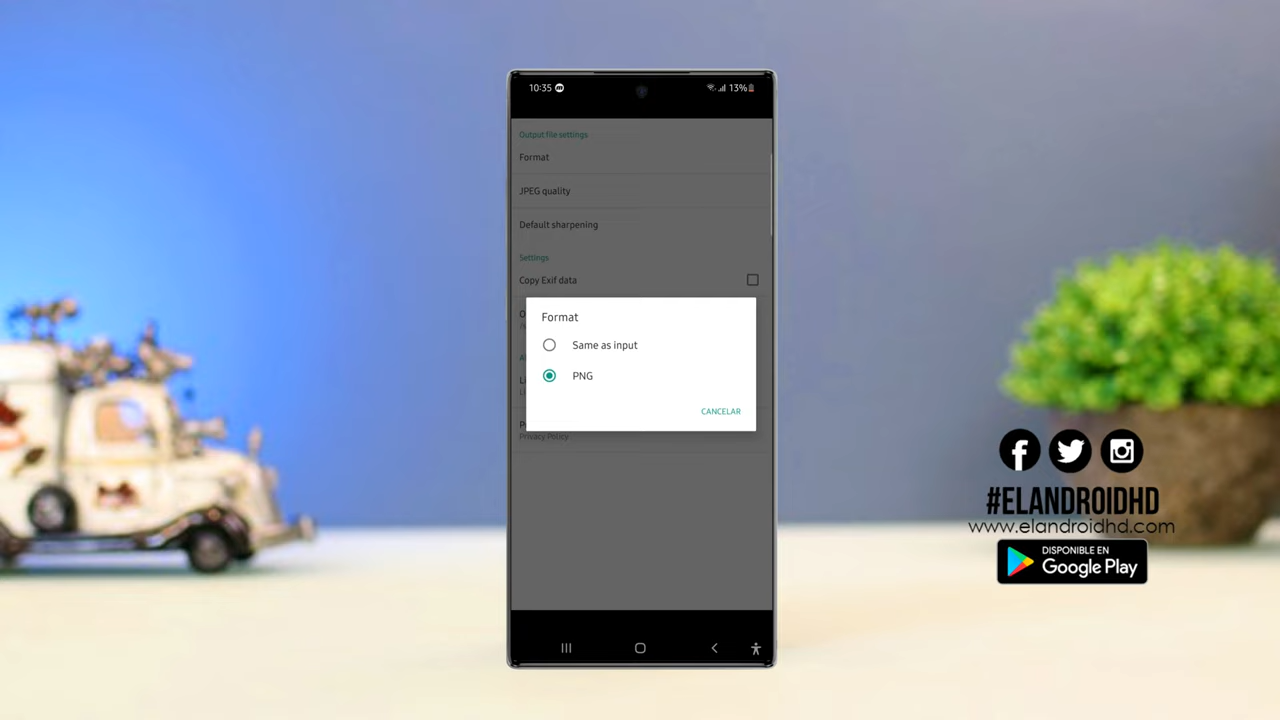 10:35
13%
Output file settings
Format
JPEG quality
Default sharpening
Settings
Copy Exif data
Format
Same as input
PNG
CANCELAR
Privacy Policy
#ELANDROIDHD
www.elandroidhd.com
DISPONIBLE EN
Google Play